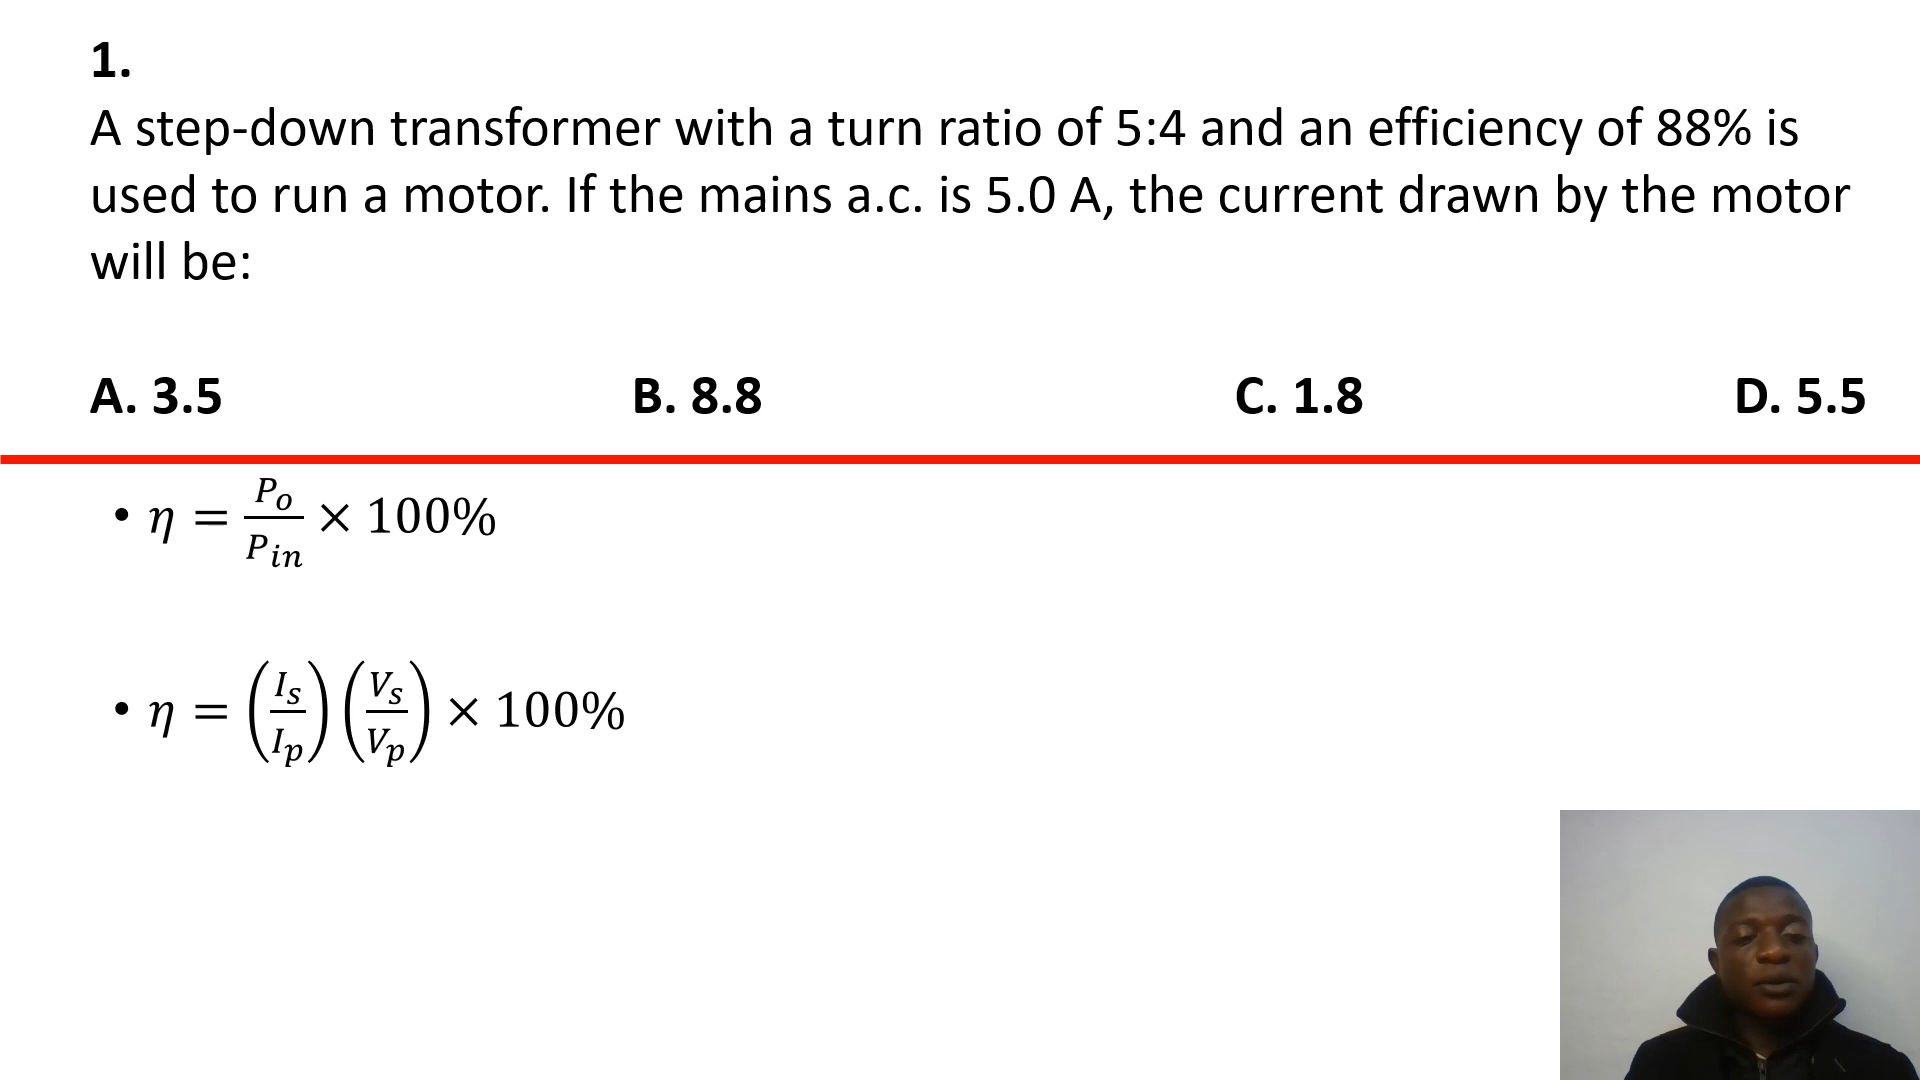 1.
A step-down transformer with a turn ratio of 5:4 and an efficiency of 88% is
used to run a motor. If the mains a.c. is 5.0 A, the current drawn by the motor
will be:
A. 3.5 B. 8.8 C. 1.8 D. 5.5
• η = P_o/P_in × 100%
• η = (I_s/I_p)(V_s/V_p) × 100%